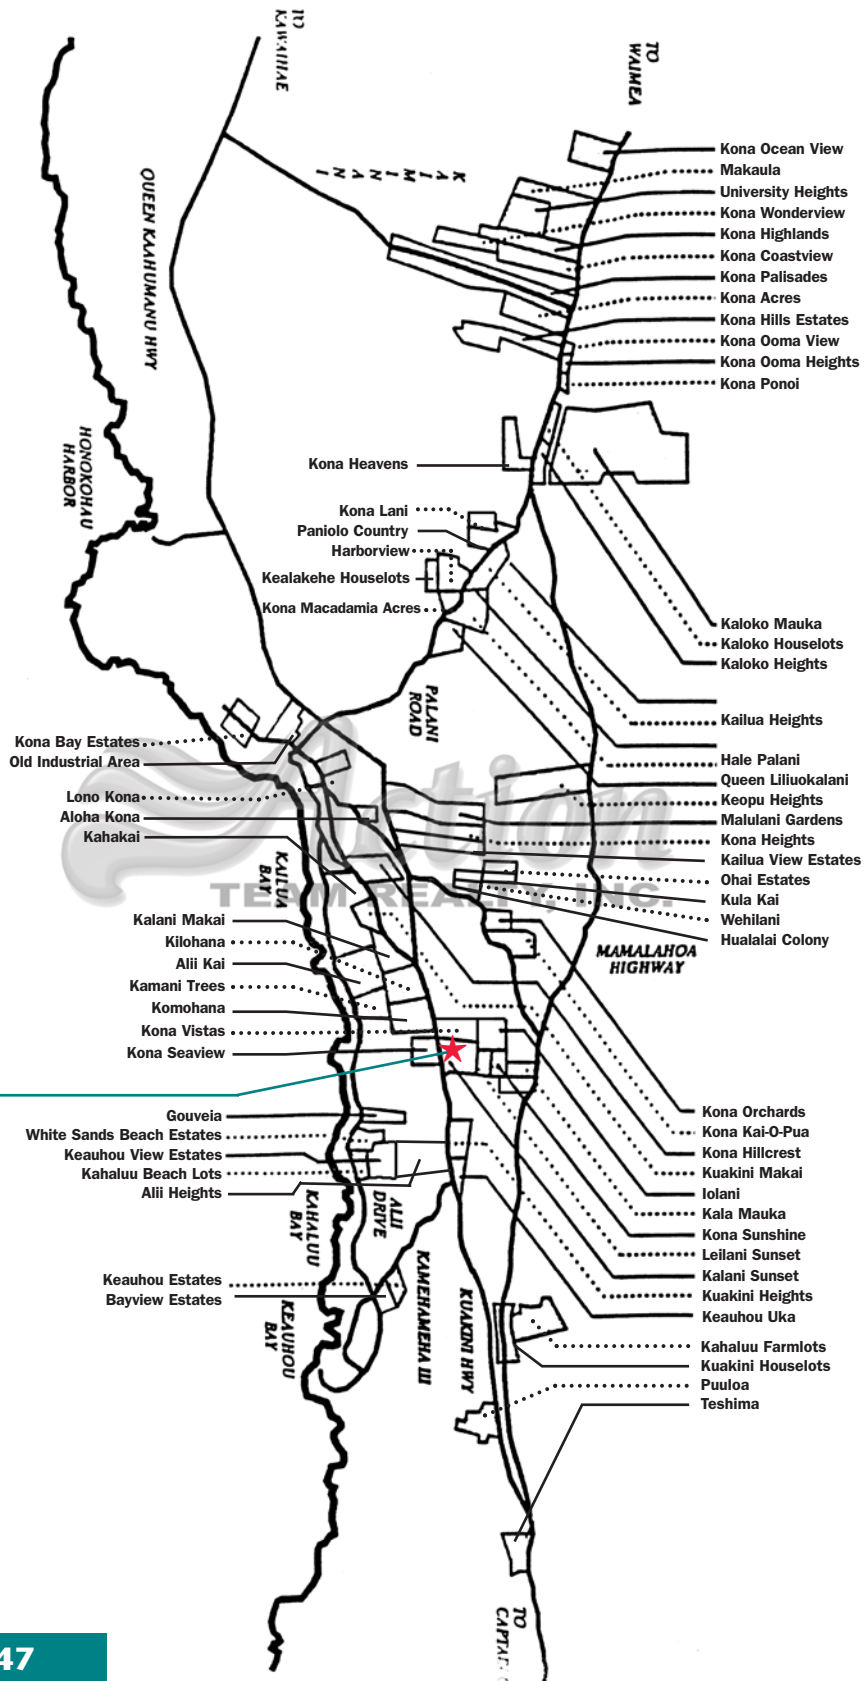 TO
KAWAIHAE
TO
WAIMEA
KAIMINANI
QUEEN KAAHUMANU HWY
HONOKOHAU
HARBOR
Kona Ocean View
Makaula
University Heights
Kona Wonderview
Kona Highlands
Kona Coastview
Kona Palisades
Kona Acres
Kona Hills Estates
Kona Ooma View
Kona Ooma Heights
Kona Ponoi
Kona Heavens
Kona Lani
Paniolo Country
Harborview
Kealakehe Houselots
Kona Macadamia Acres
Kaloko Mauka
Kaloko Houselots
Kaloko Heights
PALANI
ROAD
Kailua Heights
Hale Palani
Queen Liliuokalani
Keopu Heights
Malulani Gardens
Kona Heights
Kailua View Estates
Ohai Estates
Kula Kai
Wehilani
Hualalai Colony
Kona Bay Estates
Old Industrial Area
Lono Kona
Aloha Kona
Kahakai
KAILUA
BAY
Action
TEAM REALTY, INC.
MAMALAHOA
HIGHWAY
Kalani Makai
Kilohana
Alii Kai
Kamani Trees
Komohana
Kona Vistas
Kona Seaview
Gouveia
White Sands Beach Estates
Keauhou View Estates
Kahaluu Beach Lots
Alii Heights
KAHALUU
BAY
ALII
DRIVE
Keauhou Estates
Bayview Estates
KEAUHOU
BAY
KAMEHAMEHA III
KUAKINI HWY
Kona Orchards
Kona Kai-O-Pua
Kona Hillcrest
Kuakini Makai
Iolani
Kala Mauka
Kona Sunshine
Leilani Sunset
Kalani Sunset
Kuakini Heights
Keauhou Uka
Kahaluu Farmlots
Kuakini Houselots
Puuloa
Teshima
TO
47